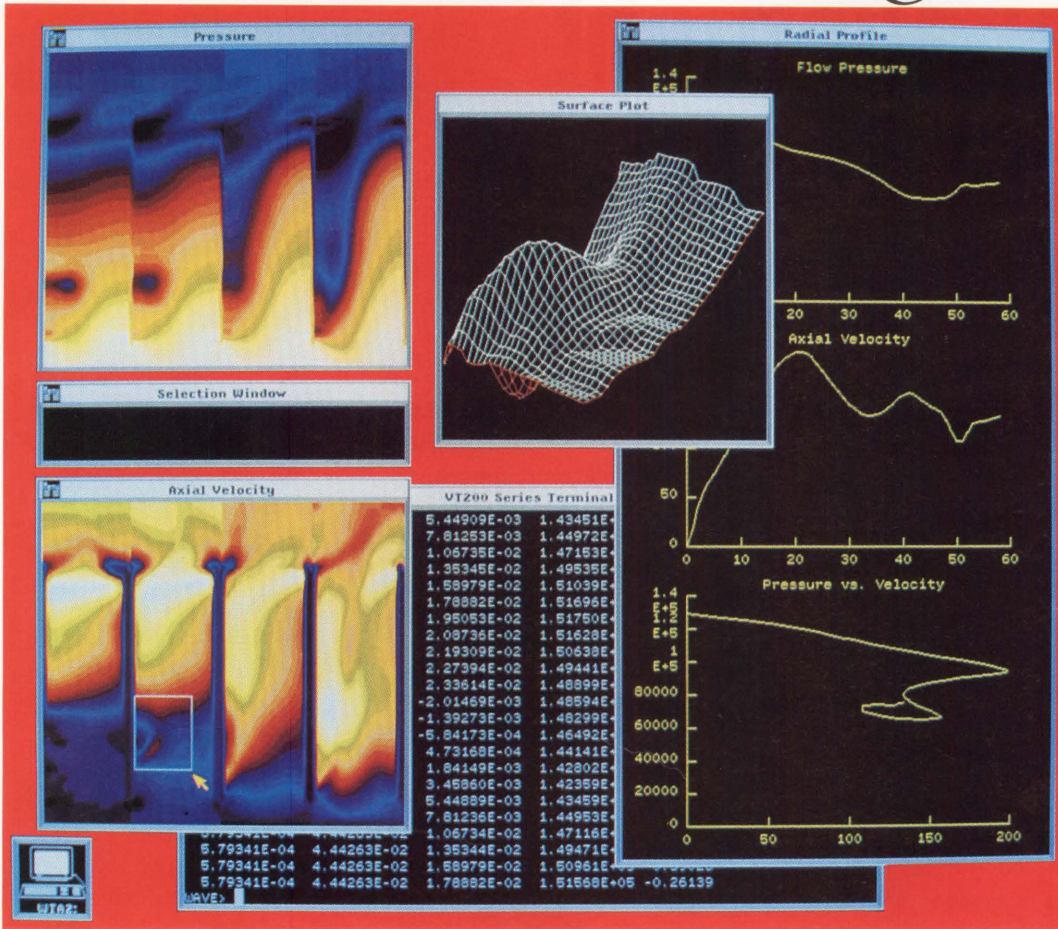 Pressure
Surface Plot
Radial Profile
Flow Pressure
1.4
E+5
20 30 40 50 60
Axial Velocity
50
0
0 10 20 30 40 50 60
Pressure vs. Velocity
1.4
E+5
1.2
E+5
1
E+5
80000
60000
40000
20000
0
0 50 100 150 200
Selection Window
Axial Velocity
VT200 Series Terminal
5.44909E-03 1.43451E+
7.81253E-03 1.44972E+
1.06735E-02 1.47153E+
1.35345E-02 1.49535E+
1.58979E-02 1.51039E+
1.78882E-02 1.51696E+
1.95053E-02 1.51750E+
2.08736E-02 1.51628E+
2.19309E-02 1.50638E+
2.27394E-02 1.49441E+
2.33614E-02 1.48899E+
-2.01469E-03 1.48594E+
-1.39273E-03 1.48299E+
-5.84173E-04 1.46492E+
4.73168E-04 1.44141E+
1.84149E-03 1.42802E+
3.45860E-03 1.42359E+
5.44889E-03 1.43459E+
7.81236E-03 1.44953E+
1.06734E-02 1.47116E+
5.79341E-04 4.44263E-02 1.35344E-02 1.49471E+
5.79341E-04 4.44263E-02 1.58979E-02 1.50961E+
5.79341E-04 4.44263E-02 1.78882E-02 1.51568E+05 -0.26139
WAVE>
WTA2: